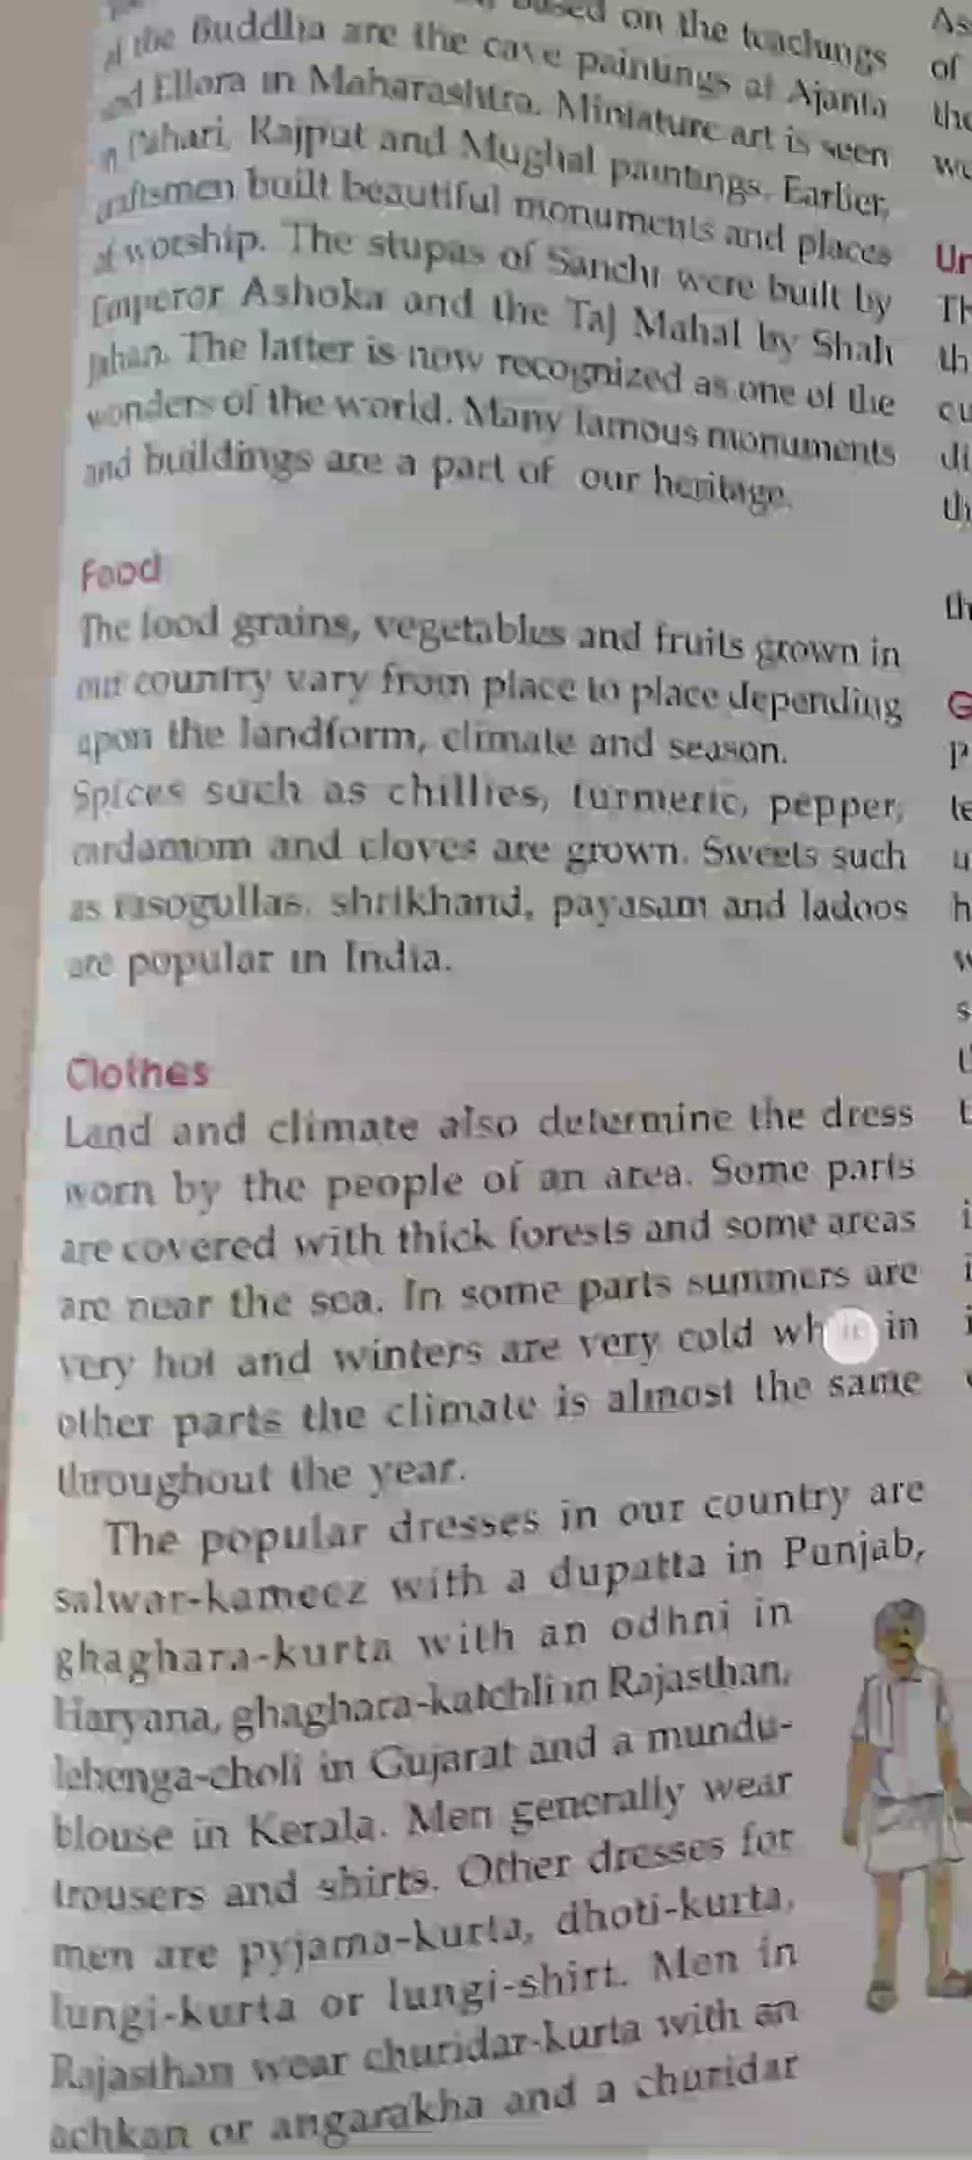 based on the teachings
of the Buddha are the cave paintings at Ajanta
and Ellora in Maharashtra. Miniature art is seen
in Pahari, Rajput and Mughal paintings. Earlier,
craftsmen built beautiful monuments and places
of worship. The stupas of Sanchi were built by
Emperor Ashoka and the Taj Mahal by Shah
Jahan. The latter is now recognized as one of the
wonders of the world. Many famous monuments
and buildings are a part of our heritage.
Food
The food grains, vegetables and fruits grown in
our country vary from place to place depending
upon the landform, climate and season.
Spices such as chillies, turmeric, pepper,
cardamom and cloves are grown. Sweets such
as rasogullas, shrikhand, payasam and ladoos
are popular in India.
Clothes
Land and climate also determine the dress
worn by the people of an area. Some parts
are covered with thick forests and some areas
are near the sea. In some parts summers are
very hot and winters are very cold while in
other parts the climate is almost the same
throughout the year.
The popular dresses in our country are
salwar-kameez with a dupatta in Punjab,
ghaghara-kurta with an odhni in
Haryana, ghaghara-katchli in Rajasthan,
lehenga-choli in Gujarat and a mundu-
blouse in Kerala. Men generally wear
trousers and shirts. Other dresses for
men are pyjama-kurta, dhoti-kurta,
lungi-kurta or lungi-shirt. Men in
Rajasthan wear churidar-kurta with an
achkan or angarakha and a churidar
As
of
the